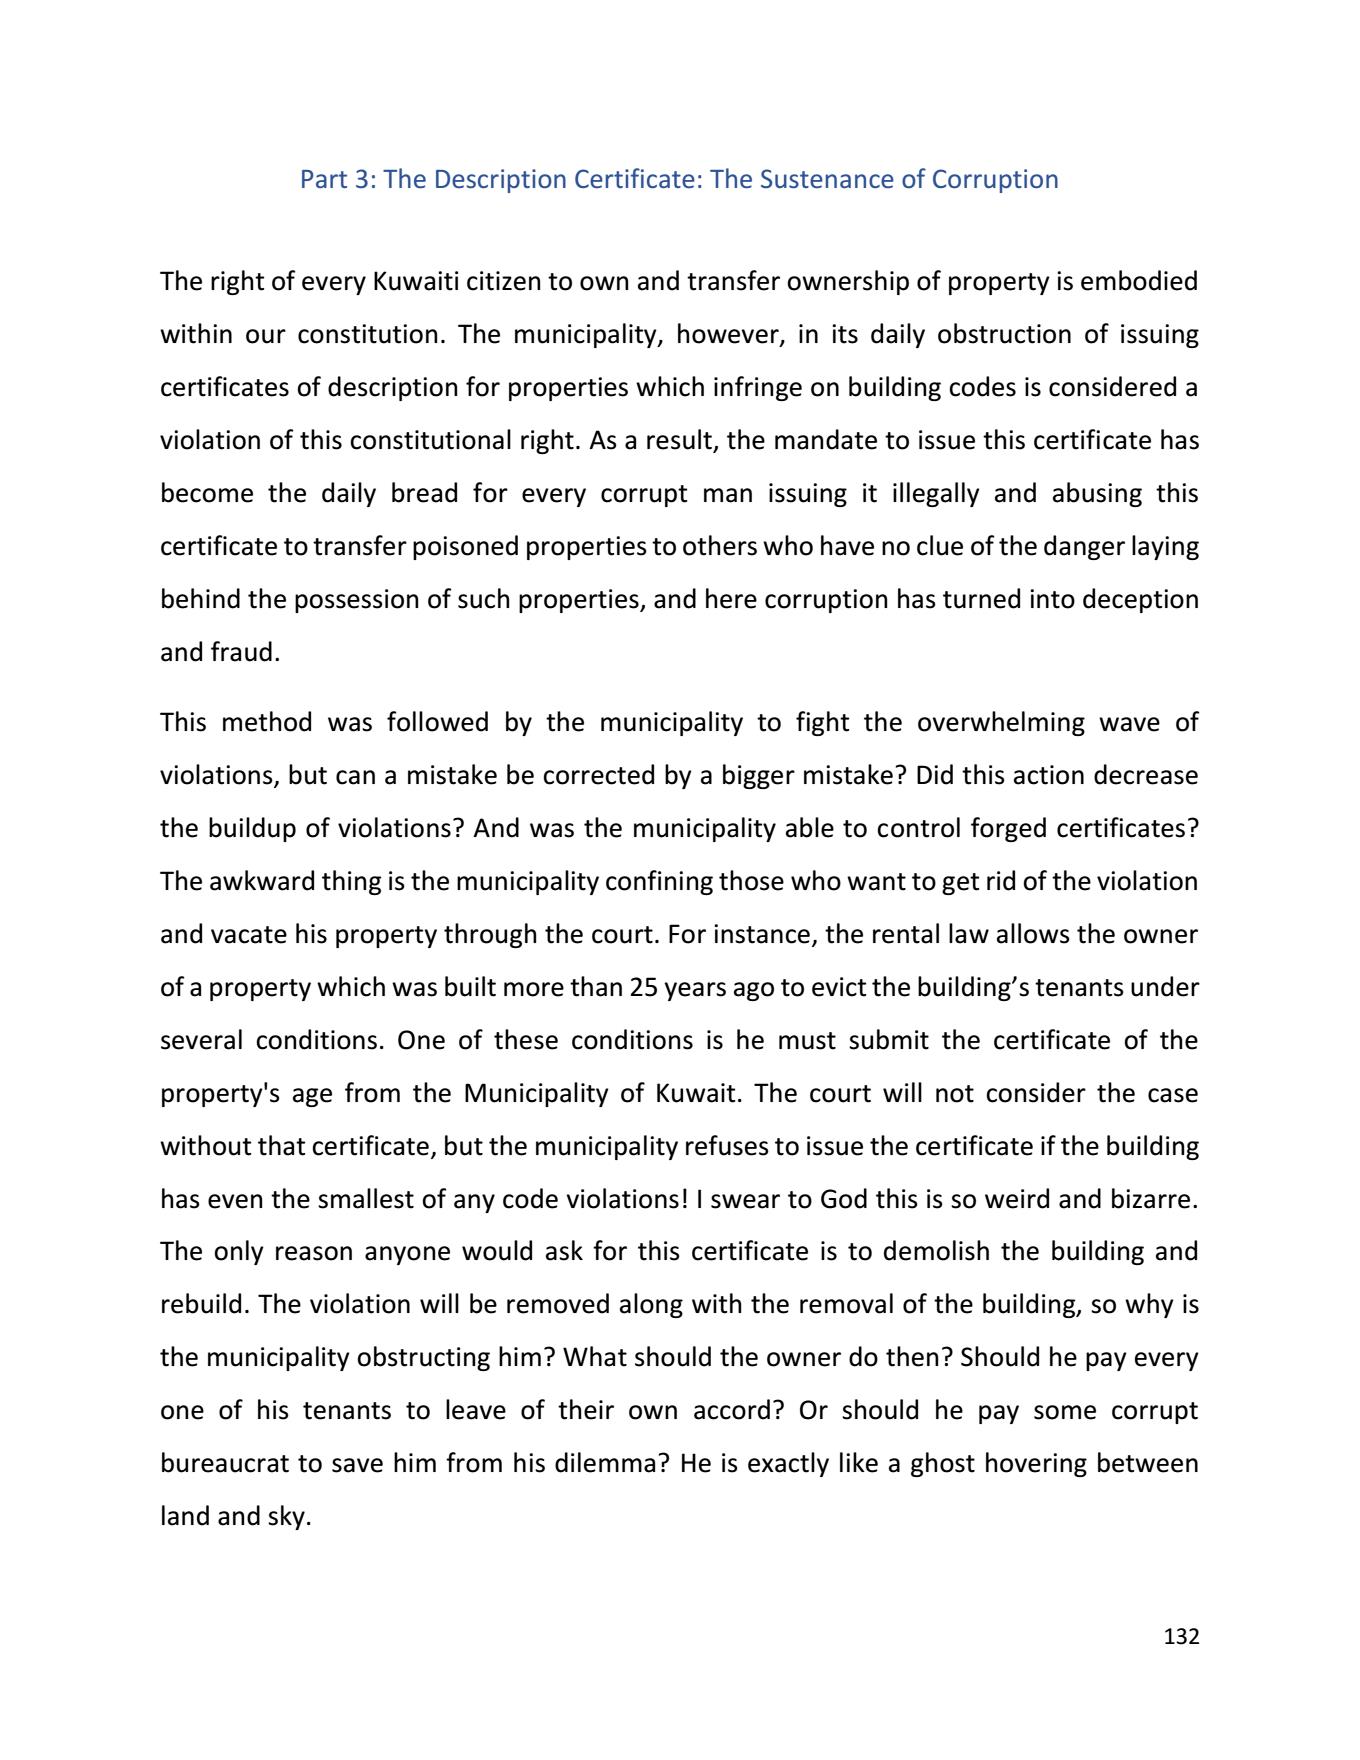 Part 3: The Description Certificate: The Sustenance of Corruption
The right of every Kuwaiti citizen to own and transfer ownership of property is embodied
within our constitution. The municipality, however, in its daily obstruction of issuing
certificates of description for properties which infringe on building codes is considered a
violation of this constitutional right. As a result, the mandate to issue this certificate has
become the daily bread for every corrupt man issuing it illegally and abusing this
certificate to transfer poisoned properties to others who have no clue of the danger laying
behind the possession of such properties, and here corruption has turned into deception
and fraud.
This method was followed by the municipality to fight the overwhelming wave of
violations, but can a mistake be corrected by a bigger mistake? Did this action decrease
the buildup of violations? And was the municipality able to control forged certificates?
The awkward thing is the municipality confining those who want to get rid of the violation
and vacate his property through the court. For instance, the rental law allows the owner
of a property which was built more than 25 years ago to evict the building’s tenants under
several conditions. One of these conditions is he must submit the certificate of the
property's age from the Municipality of Kuwait. The court will not consider the case
without that certificate, but the municipality refuses to issue the certificate if the building
has even the smallest of any code violations! I swear to God this is so weird and bizarre.
The only reason anyone would ask for this certificate is to demolish the building and
rebuild. The violation will be removed along with the removal of the building, so why is
the municipality obstructing him? What should the owner do then? Should he pay every
one of his tenants to leave of their own accord? Or should he pay some corrupt
bureaucrat to save him from his dilemma? He is exactly like a ghost hovering between
land and sky.
132